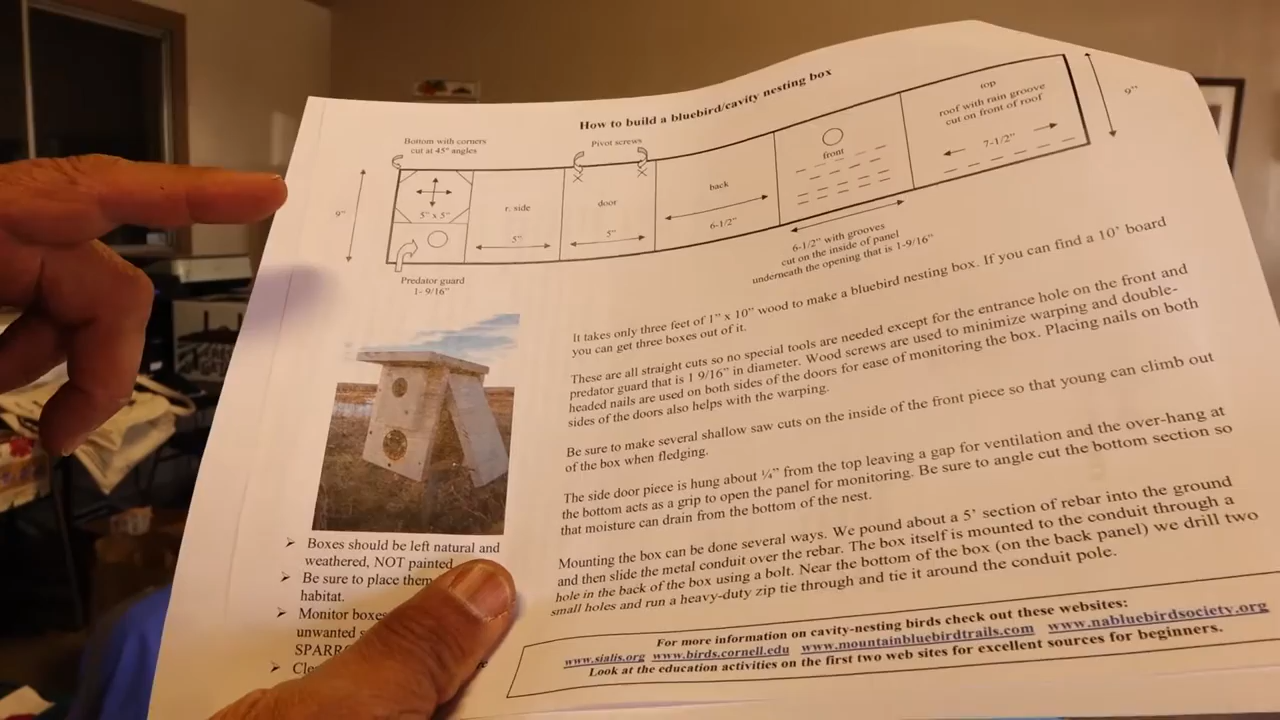 How to build a bluebird/cavity nesting box
Bottom with corners
cut at 45° angles
Pivot screws
9"
5" x 5"
r. side
5"
door
5"
back
6-1/2"
front
top
roof with rain groove
cut on front of roof
7-1/2"
9"
6-1/2" with grooves
cut on the inside of panel
underneath the opening that is 1-9/16"
Predator guard
1- 9/16"
It takes only three feet of 1" x 10" wood to make a bluebird nesting box. If you can find a 10' board
you can get three boxes out of it.
These are all straight cuts so no special tools are needed except for the entrance hole on the front and
predator guard that is 1 9/16" in diameter. Wood screws are used to minimize warping and double-
headed nails are used on both sides of the doors for ease of monitoring the box. Placing nails on both
sides of the doors also helps with the warping.
Be sure to make several shallow saw cuts on the inside of the front piece so that young can climb out
of the box when fledging.
The side door piece is hung about ¼" from the top leaving a gap for ventilation and the over-hang at
the bottom acts as a grip to open the panel for monitoring. Be sure to angle cut the bottom section so
that moisture can drain from the bottom of the nest.
Mounting the box can be done several ways. We pound about a 5' section of rebar into the ground
and then slide the metal conduit over the rebar. The box itself is mounted to the conduit through a
hole in the back of the box using a bolt. Near the bottom of the box (on the back panel) we drill two
small holes and run a heavy-duty zip tie through and tie it around the conduit pole.
➢ Boxes should be left natural and
weathered, NOT painted
➢ Be sure to place them
habitat.
➢ Monitor boxes
unwanted
For more information on cavity-nesting birds check out these websites:
www.sialis.org www.birds.cornell.edu www.mountainbluebirdtrails.com www.nabluebirdsociety.org
Look at the education activities on the first two web sites for excellent sources for beginners.